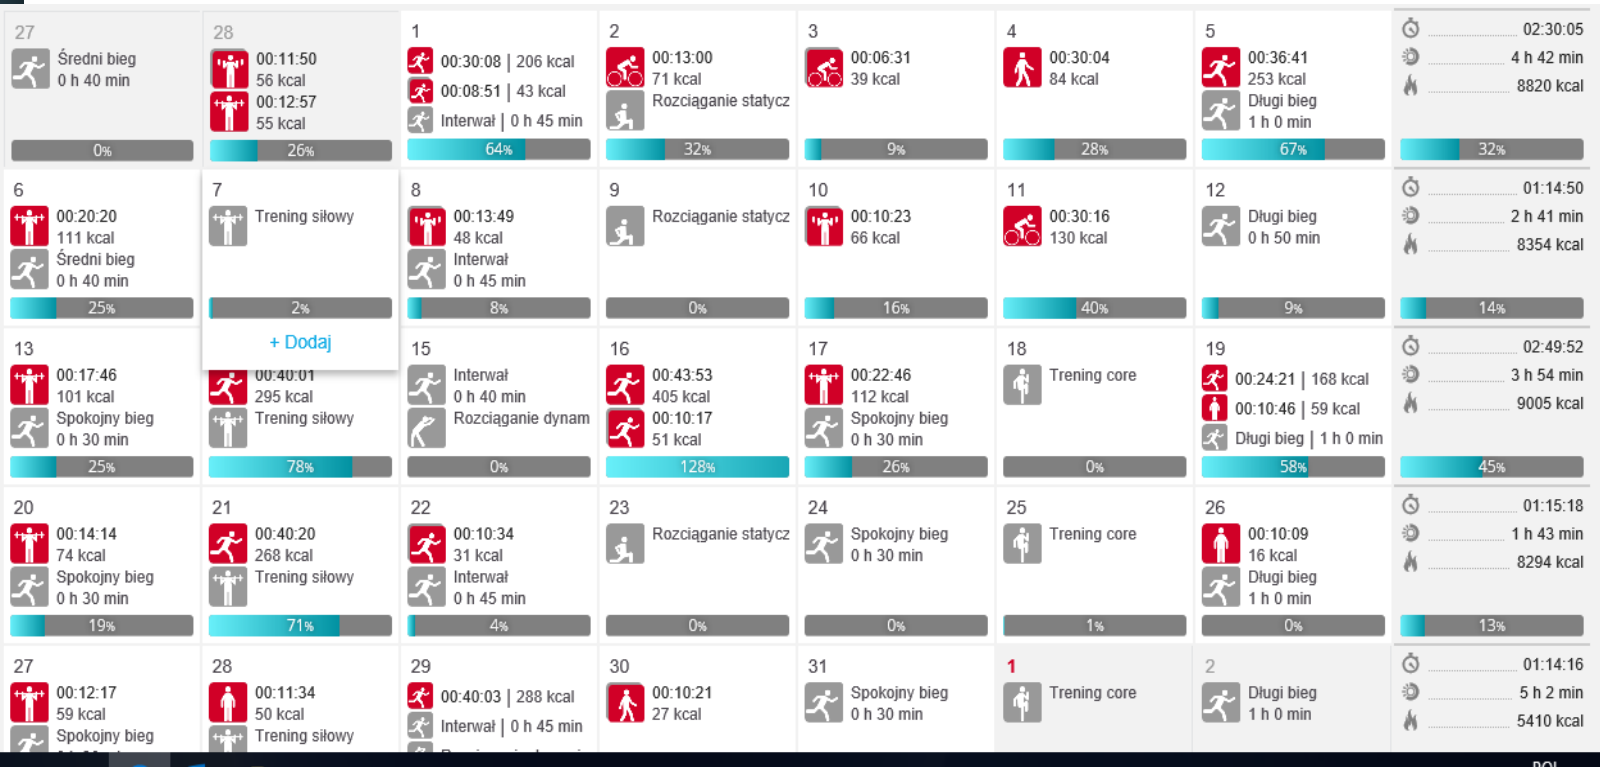 27
Średni bieg
0 h 40 min
0%
28
00:11:50
56 kcal
00:12:57
55 kcal
26%
1
00:30:08 | 206 kcal
00:08:51 | 43 kcal
Interwał | 0 h 45 min
64%
2
00:13:00
71 kcal
Rozciąganie statycz
32%
3
00:06:31
39 kcal
9%
4
00:30:04
84 kcal
28%
5
00:36:41
253 kcal
Długi bieg
1 h 0 min
67%
02:30:05
4 h 42 min
8820 kcal
32%
6
00:20:20
111 kcal
Średni bieg
0 h 40 min
25%
7
Trening siłowy
2%
+ Dodaj
8
00:13:49
48 kcal
Interwał
0 h 45 min
8%
9
Rozciąganie statycz
0%
10
00:10:23
66 kcal
16%
11
00:30:16
130 kcal
40%
12
Długi bieg
0 h 50 min
9%
01:14:50
2 h 41 min
8354 kcal
14%
13
00:17:46
101 kcal
Spokojny bieg
0 h 30 min
25%
00:40:01
295 kcal
Trening siłowy
78%
15
Interwał
0 h 40 min
Rozciąganie dynam
0%
16
00:43:53
405 kcal
00:10:17
51 kcal
128%
17
00:22:46
112 kcal
Spokojny bieg
0 h 30 min
26%
18
Trening core
0%
19
00:24:21 | 168 kcal
00:10:46 | 59 kcal
Długi bieg | 1 h 0 min
58%
02:49:52
3 h 54 min
9005 kcal
45%
20
00:14:14
74 kcal
Spokojny bieg
0 h 30 min
19%
21
00:40:20
268 kcal
Trening siłowy
71%
22
00:10:34
31 kcal
Interwał
0 h 45 min
4%
23
Rozciąganie statycz
0%
24
Spokojny bieg
0 h 30 min
0%
25
Trening core
1%
26
00:10:09
16 kcal
Długi bieg
1 h 0 min
0%
01:15:18
1 h 43 min
8294 kcal
13%
27
00:12:17
59 kcal
Spokojny bieg
28
00:11:34
50 kcal
Trening siłowy
29
00:40:03 | 288 kcal
Interwał | 0 h 45 min
30
00:10:21
27 kcal
31
Spokojny bieg
0 h 30 min
1
Trening core
2
Długi bieg
1 h 0 min
01:14:16
5 h 2 min
5410 kcal